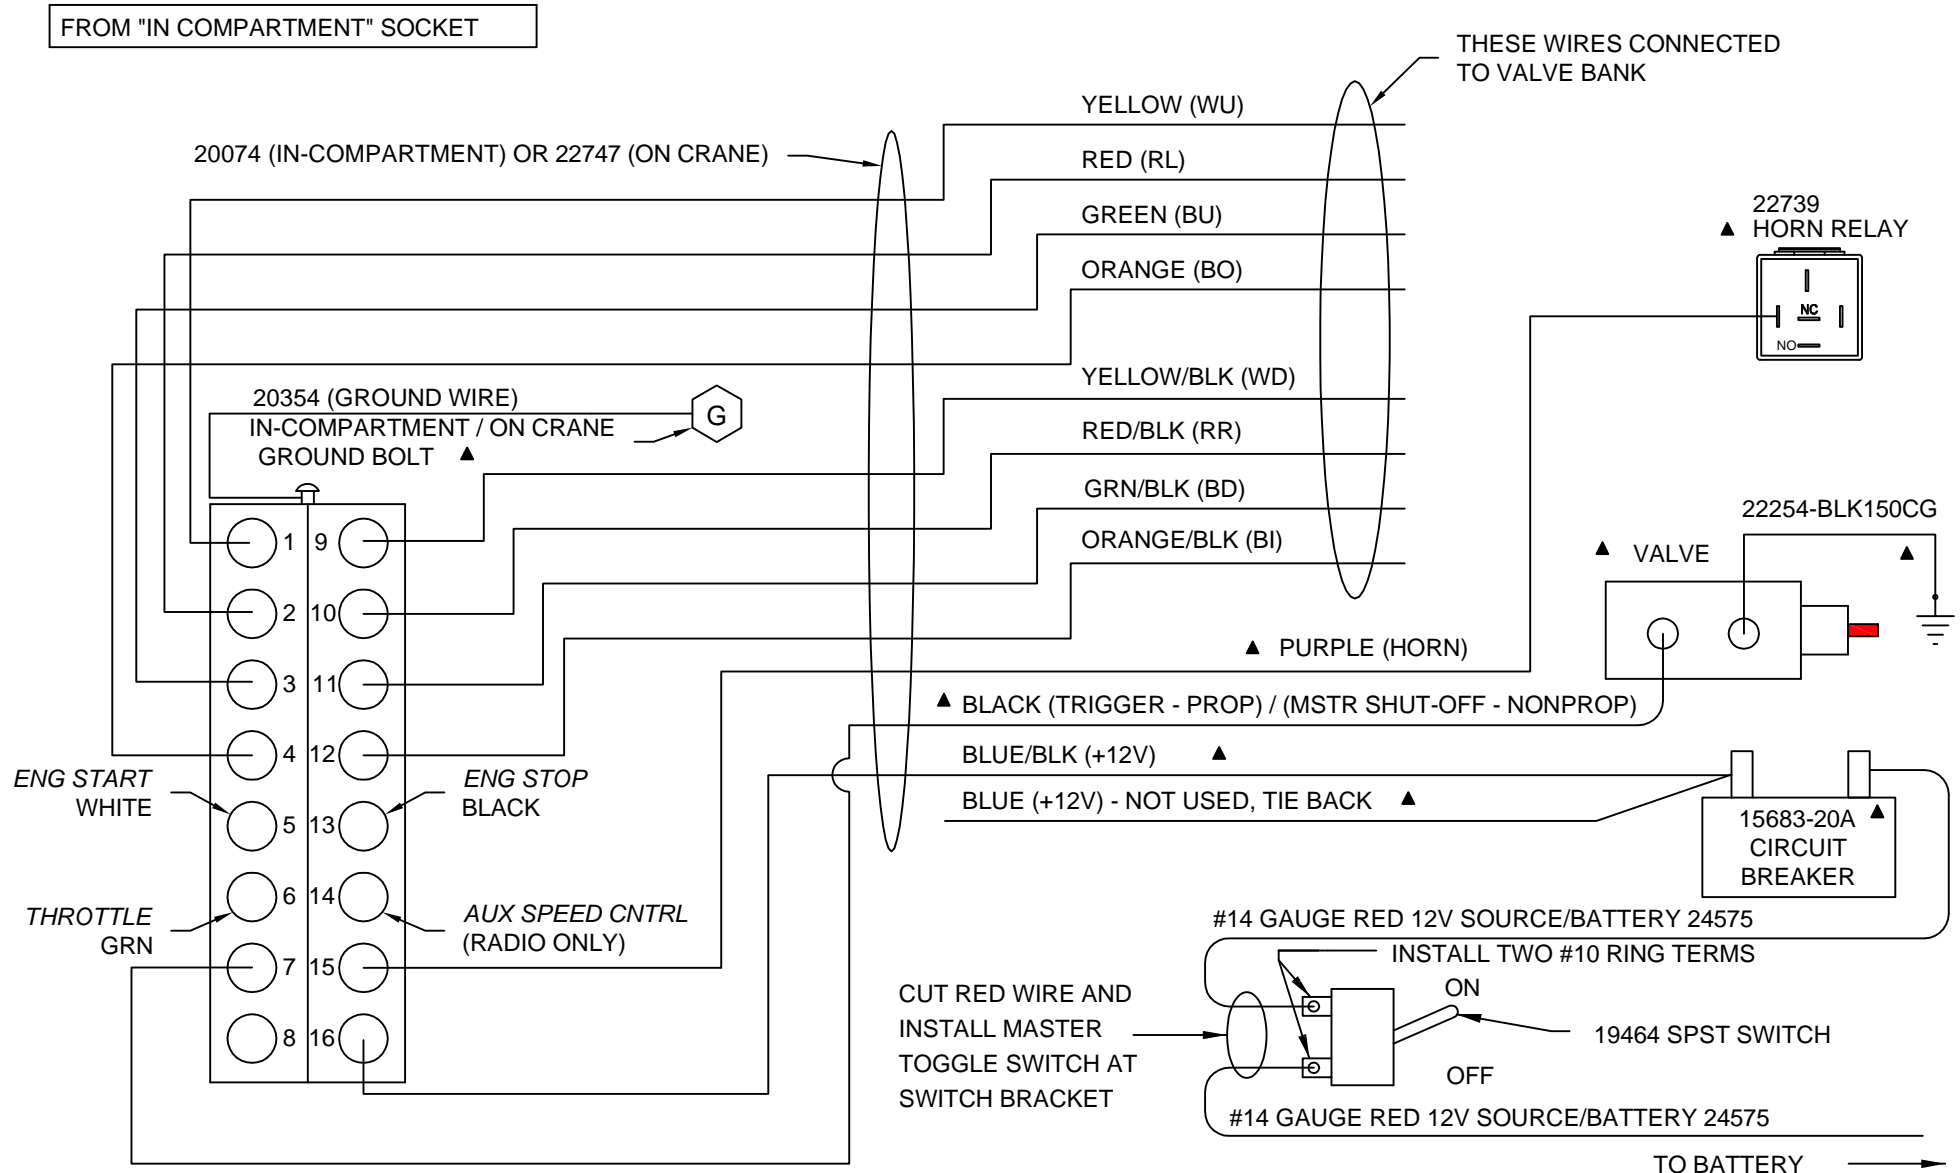 FROM "IN COMPARTMENT" SOCKET
THESE WIRES CONNECTED
TO VALVE BANK
YELLOW (WU)
20074 (IN-COMPARTMENT) OR 22747 (ON CRANE)
RED (RL)
GREEN (BU)
22739
HORN RELAY
ORANGE (BO)
NC
NO
YELLOW/BLK (WD)
20354 (GROUND WIRE)
IN-COMPARTMENT / ON CRANE
GROUND BOLT
G
RED/BLK (RR)
GRN/BLK (BD)
ORANGE/BLK (BI)
22254-BLK150CG
VALVE
1 9
2 10
3 11
4 12
5 13
6 14
7 15
8 16
PURPLE (HORN)
BLACK (TRIGGER - PROP) / (MSTR SHUT-OFF - NONPROP)
BLUE/BLK (+12V)
BLUE (+12V) - NOT USED, TIE BACK
ENG START
WHITE
ENG STOP
BLACK
15683-20A
CIRCUIT
BREAKER
THROTTLE
GRN
AUX SPEED CNTRL
(RADIO ONLY)
#14 GAUGE RED 12V SOURCE/BATTERY 24575
INSTALL TWO #10 RING TERMS
CUT RED WIRE AND
INSTALL MASTER
TOGGLE SWITCH AT
SWITCH BRACKET
ON
19464 SPST SWITCH
OFF
#14 GAUGE RED 12V SOURCE/BATTERY 24575
TO BATTERY